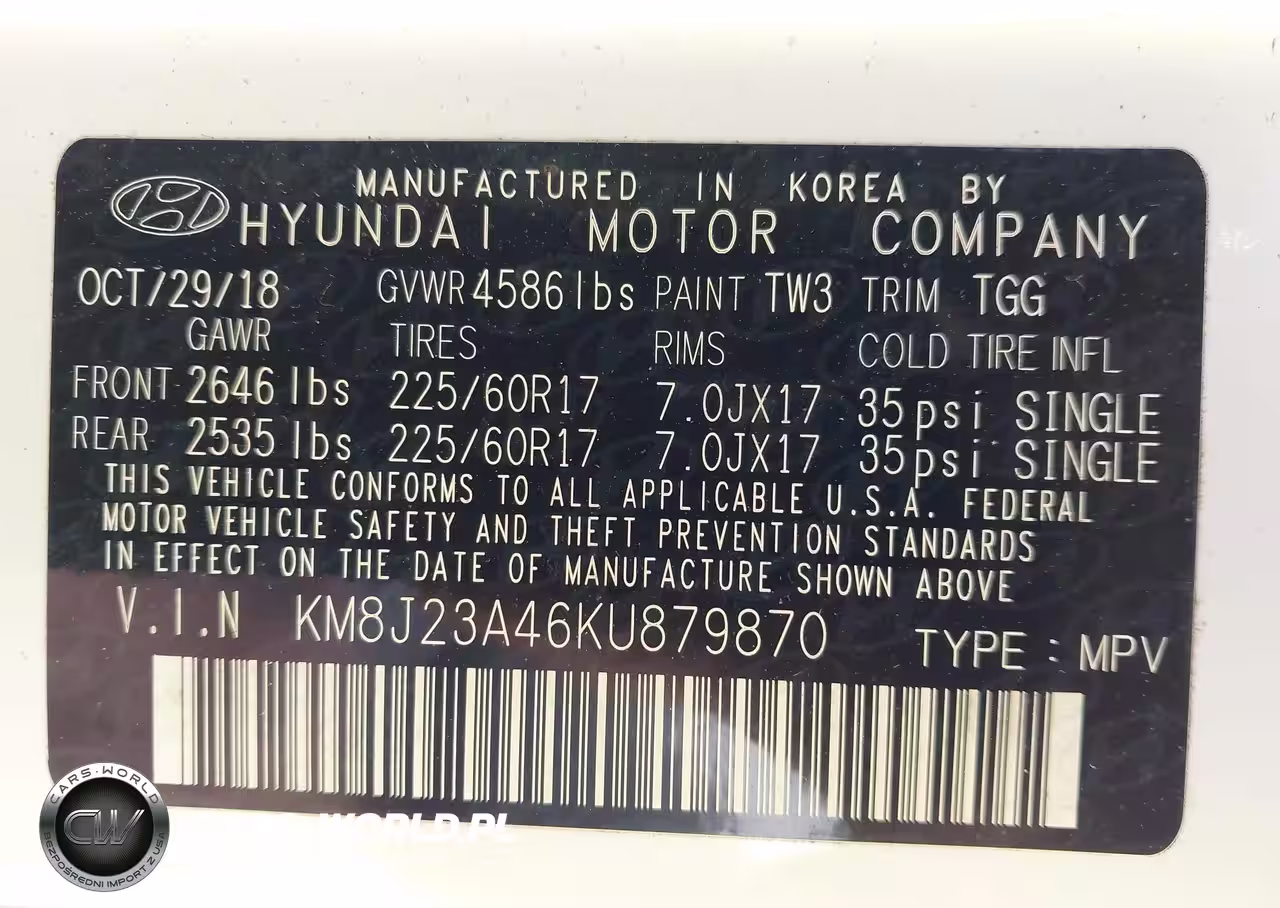 MANUFACTURED IN KOREA BY
HYUNDAI MOTOR COMPANY
OCT/29/18 GVWR 4586 lbs PAINT TW3 TRIM TGG
GAWR TIRES RIMS COLD TIRE INFL
FRONT 2646 lbs 225/60R17 7.0JX17 35psi SINGLE
REAR 2535 lbs 225/60R17 7.0JX17 35psi SINGLE
THIS VEHICLE CONFORMS TO ALL APPLICABLE U.S.A. FEDERAL
MOTOR VEHICLE SAFETY AND THEFT PREVENTION STANDARDS
IN EFFECT ON THE DATE OF MANUFACTURE SHOWN ABOVE
V.I.N KM8J23A46KU879870 TYPE : MPV
CARS-WORLD
CW
BEZPOŚREDNI IMPORT Z USA
WORLD.PL